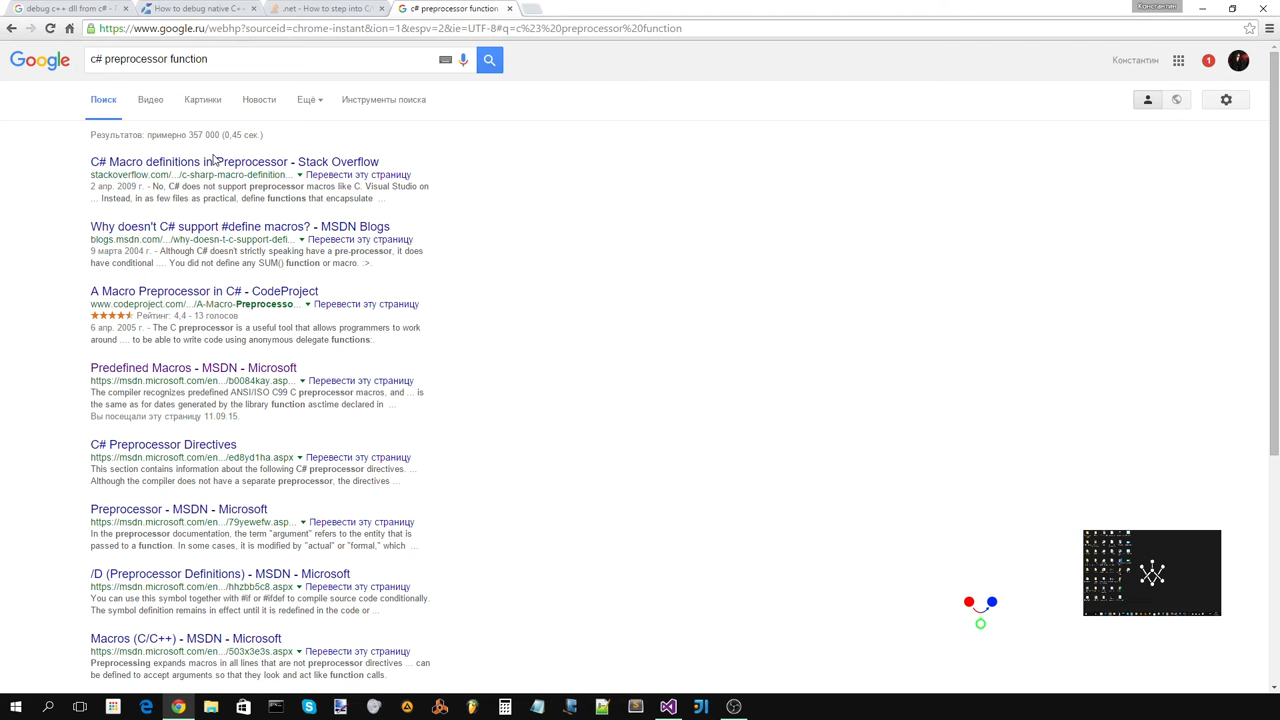 debug c++ dll from c# - P
How to debug native C++
.net - How to step into C/
c# preprocessor function
Константин
https://www.google.ru/webhp?sourceid=chrome-instant&ion=1&espv=2&ie=UTF-8#q=c%23%20preprocessor%20function
Google
c# preprocessor function
Константин
1
Поиск Видео Картинки Новости Ещё Инструменты поиска
Результатов: примерно 357 000 (0,45 сек.)
C# Macro definitions in Preprocessor - Stack Overflow
stackoverflow.com/.../c-sharp-macro-definition... Перевести эту страницу
2 апр. 2009 г. - No, C# does not support preprocessor macros like C. Visual Studio on
... Instead, in as few files as practical, define functions that encapsulate ...
Why doesn't C# support #define macros? - MSDN Blogs
blogs.msdn.com/.../why-doesn-t-c-support-defi... Перевести эту страницу
9 марта 2004 г. - Although C# doesn't strictly speaking have a pre-processor, it does
have conditional .... You did not define any SUM() function or macro. :>.
A Macro Preprocessor in C# - CodeProject
www.codeproject.com/.../A-Macro-Preprocesso... Перевести эту страницу
Рейтинг: 4,4 - 13 голосов
6 апр. 2005 г. - The C preprocessor is a useful tool that allows programmers to work
around .... to be able to write code using anonymous delegate functions:.
Predefined Macros - MSDN - Microsoft
https://msdn.microsoft.com/en.../b0084kay.asp... Перевести эту страницу
The compiler recognizes predefined ANSI/ISO C99 C preprocessor macros, and ... is
the same as for dates generated by the library function asctime declared in ...
Вы посещали эту страницу 11.09.15.
C# Preprocessor Directives
https://msdn.microsoft.com/en.../ed8yd1ha.aspx Перевести эту страницу
This section contains information about the following C# preprocessor directives. ...
Although the compiler does not have a separate preprocessor, the directives ...
Preprocessor - MSDN - Microsoft
https://msdn.microsoft.com/en.../79yewefw.asp... Перевести эту страницу
In the preprocessor documentation, the term "argument" refers to the entity that is
passed to a function. In some cases, it is modified by "actual" or "formal," which ...
/D (Preprocessor Definitions) - MSDN - Microsoft
https://msdn.microsoft.com/en.../hhzbb5c8.aspx Перевести эту страницу
You can use this symbol together with #if or #ifdef to compile source code conditionally.
The symbol definition remains in effect until it is redefined in the code or ...
Macros (C/C++) - MSDN - Microsoft
https://msdn.microsoft.com/en.../503x3e3s.aspx Перевести эту страницу
Preprocessing expands macros in all lines that are not preprocessor directives ... can
be defined to accept arguments so that they look and act like function calls.